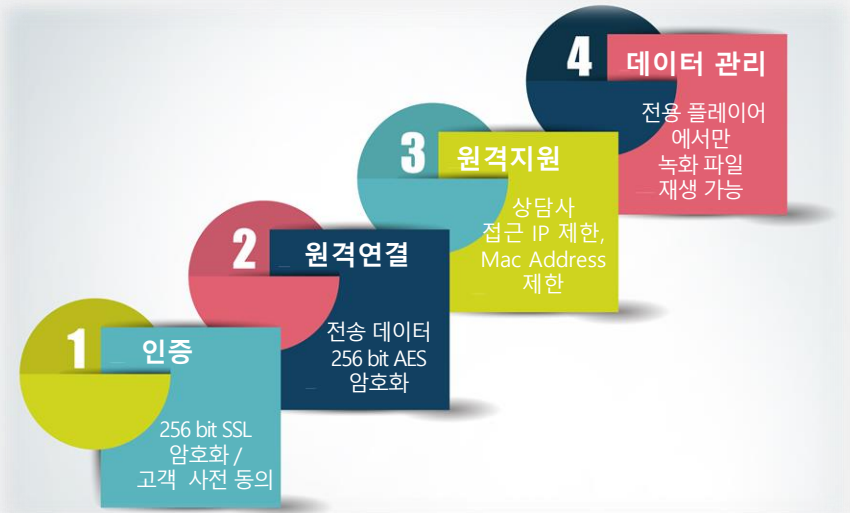 1
인증
256 bit SSL
암호화 /
고객 사전 동의
2
원격연결
전송 데이터
256 bit AES
암호화
3
원격지원
상담사
접근 IP 제한,
Mac Address
제한
4
데이터 관리
전용 플레이어
에서만
녹화 파일
재생 가능